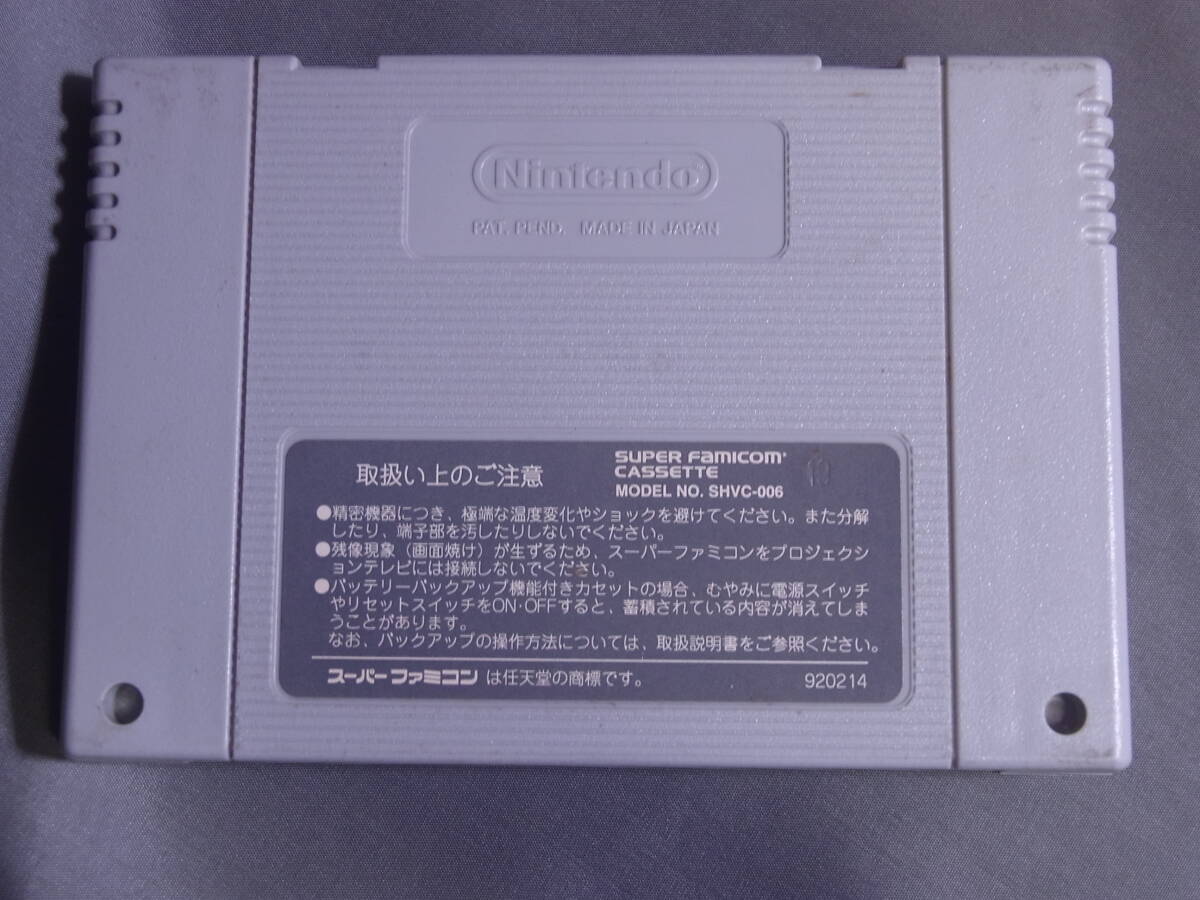 Nintendo
PAT. PEND. MADE IN JAPAN
取扱い上のご注意
SUPER FAMICOM
CASSETTE
MODEL NO. SHVC-006
●精密機器につき、極端な温度変化やショックを避けてください。また分解
したり、端子部を汚したりしないでください。
●残像現象（画面焼け）が生ずるため、スーパーファミコンをプロジェクシ
ョンテレビには接続しないでください。
●バッテリーバックアップ機能付きカセットの場合、むやみに電源スイッチ
やリセットスイッチをON・OFFすると、蓄積されている内容が消えてしま
うことがあります。
なお、バックアップの操作方法については、取扱説明書をご参照ください。
スーパーファミコンは任天堂の商標です。
920214